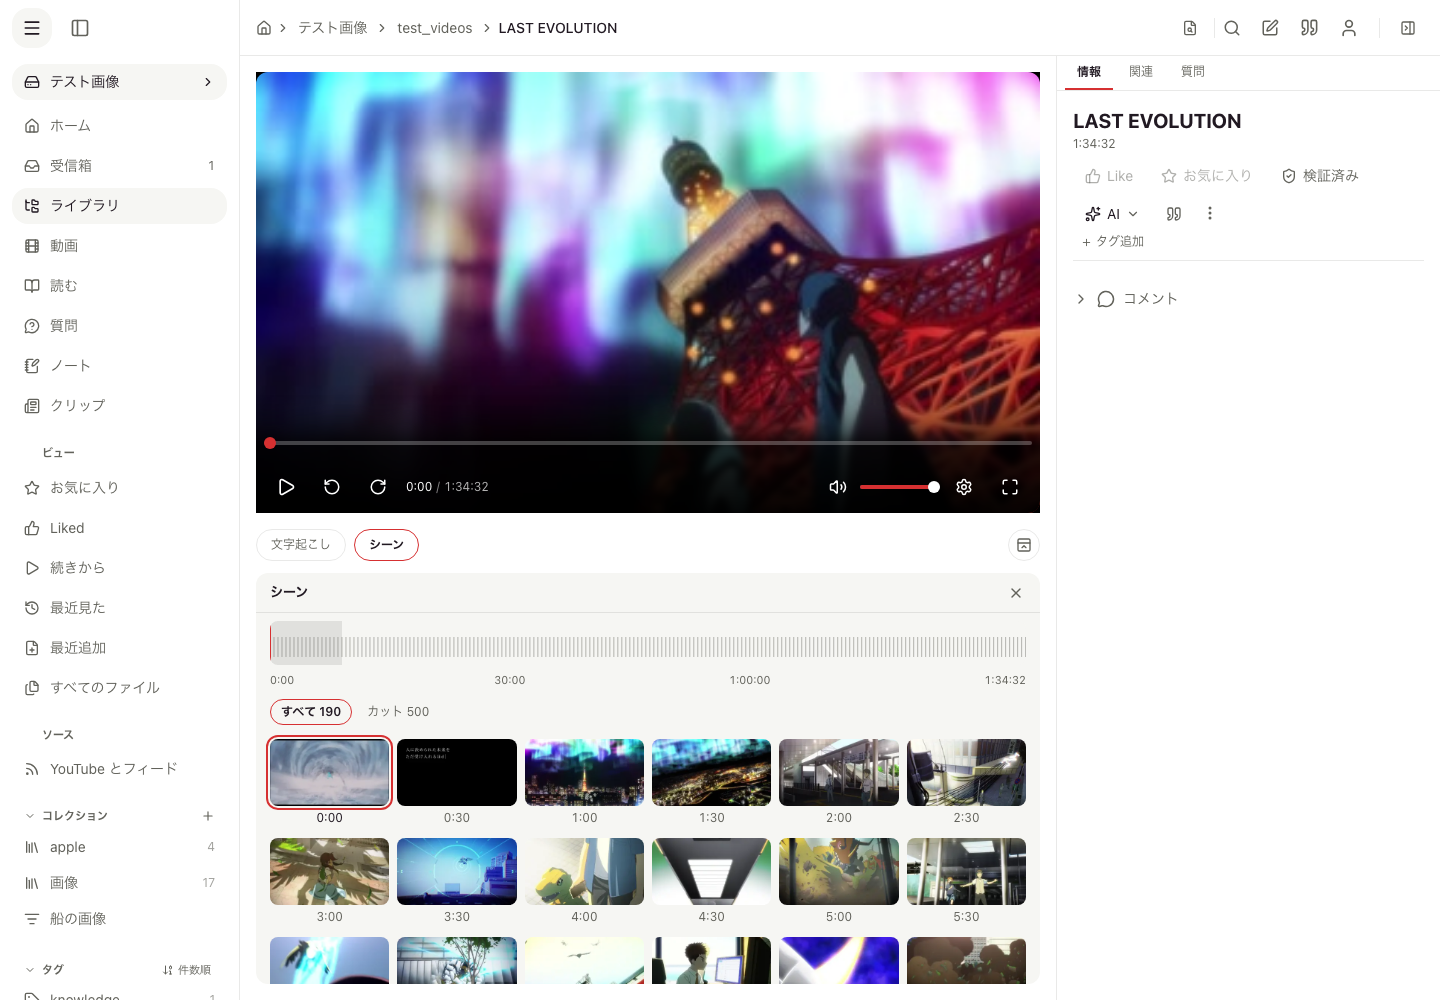 テスト画像
ホーム
受信箱 1
ライブラリ
動画
読む
質問
ノート
クリップ
ビュー
お気に入り
Liked
続きから
最近見た
最近追加
すべてのファイル
ソース
YouTube とフィード
コレクション
apple 4
画像 17
船の画像
タグ 件数順
knowledge 1
テスト画像 test_videos LAST EVOLUTION
0:00 / 1:34:32
文字起こし シーン
シーン
0:00 30:00 1:00:00 1:34:32
すべて 190 カット 500
0:00 0:30 1:00 1:30 2:00 2:30
3:00 3:30 4:00 4:30 5:00 5:30
情報 関連 質問
LAST EVOLUTION
1:34:32
Like お気に入り 検証済み
AI
+ タグ追加
コメント